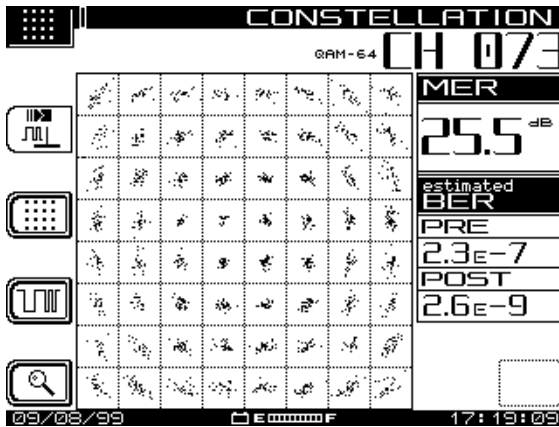 CONSTELLATION
QAM-64 CH 073
MER
25.5 dB
estimated
BER
PRE
2.3E-7
POST
2.6E-9
09/08/99 E F 17:19:09